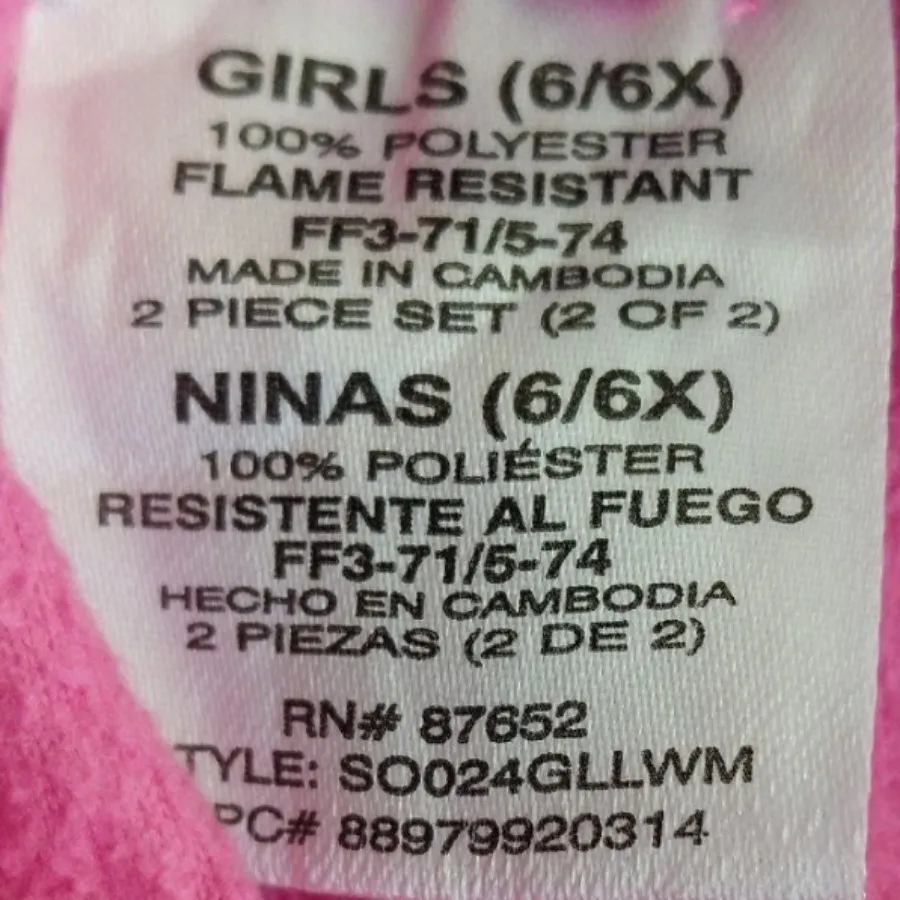 GIRLS (6/6X)
100% POLYESTER
FLAME RESISTANT
FF3-71/5-74
MADE IN CAMBODIA
2 PIECE SET (2 OF 2)
NINAS (6/6X)
100% POLIÉSTER
RESISTENTE AL FUEGO
FF3-71/5-74
HECHO EN CAMBODIA
2 PIEZAS (2 DE 2)
RN# 87652
TYLE: SO024GLLWM
PC# 88979920314